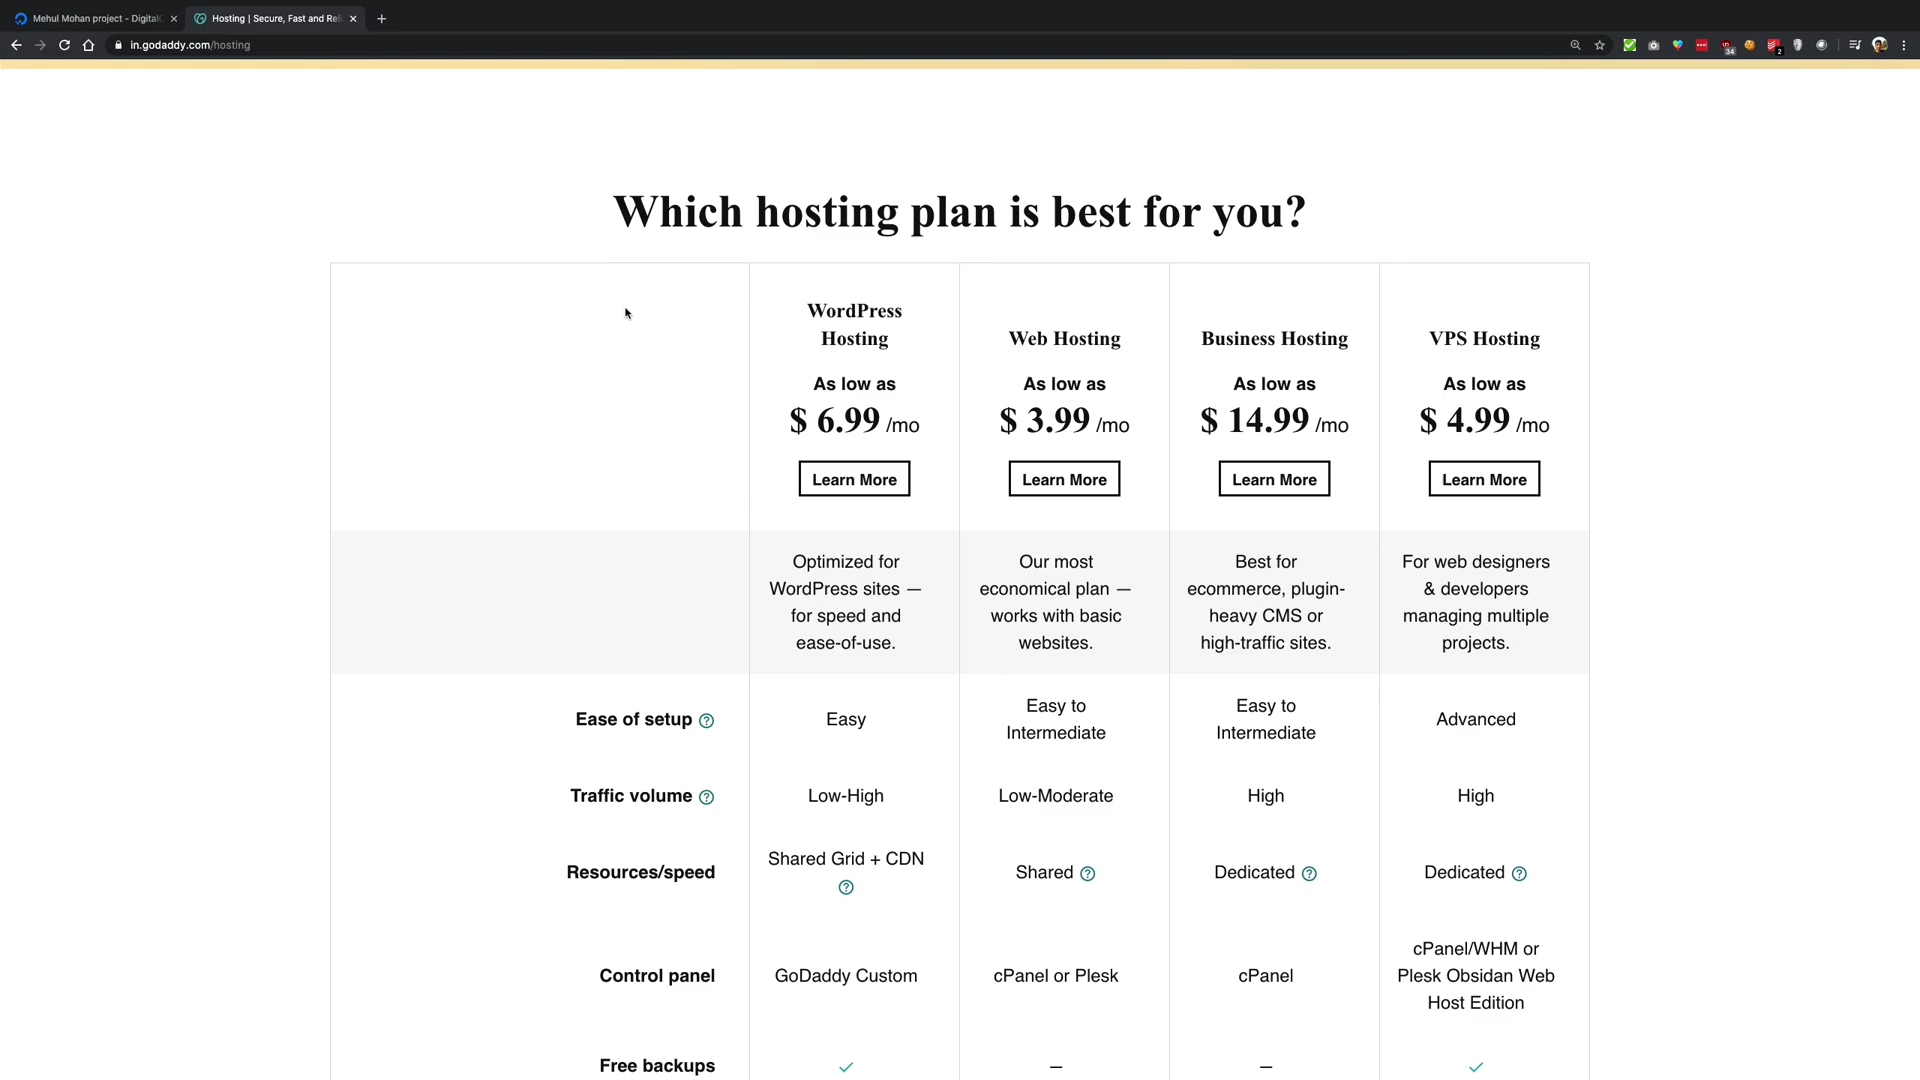 Mehul Mohan project - DigitalO
Hosting | Secure, Fast and Reli
in.godaddy.com/hosting
34
2
Which hosting plan is best for you?
WordPress
Hosting
Web Hosting
Business Hosting
VPS Hosting
As low as
As low as
As low as
As low as
$ 6.99 /mo
$ 3.99 /mo
$ 14.99 /mo
$ 4.99 /mo
Learn More
Learn More
Learn More
Learn More
Optimized for
WordPress sites —
for speed and
ease-of-use.
Our most
economical plan —
works with basic
websites.
Best for
ecommerce, plugin-
heavy CMS or
high-traffic sites.
For web designers
& developers
managing multiple
projects.
Ease of setup ?
Easy
Easy to
Intermediate
Easy to
Intermediate
Advanced
Traffic volume ?
Low-High
Low-Moderate
High
High
Resources/speed
Shared Grid + CDN
?
Shared ?
Dedicated ?
Dedicated ?
Control panel
GoDaddy Custom
cPanel or Plesk
cPanel
cPanel/WHM or
Plesk Obsidan Web
Host Edition
Free backups
—
—